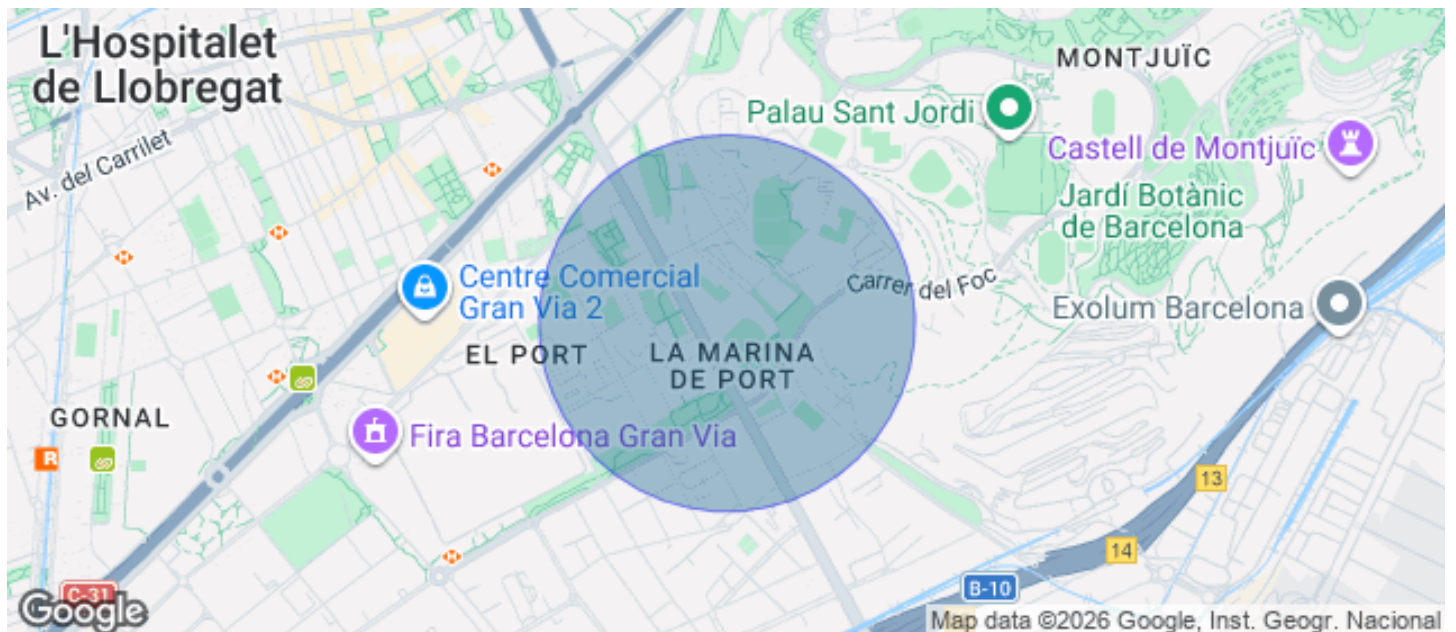 L'Hospitalet
de Llobregat
MONTJUÏC
Palau Sant Jordi
Castell de Montjuïc
Av. del Carrilet
Jardí Botànic
de Barcelona
Centre Comercial
Gran Via 2
Carrer del Foc
Exolum Barcelona
EL PORT
LA MARINA
DE PORT
GORNAL
Fira Barcelona Gran Via
R
13
14
C-31
B-10
Google
Map data ©2026 Google, Inst. Geogr. Nacional